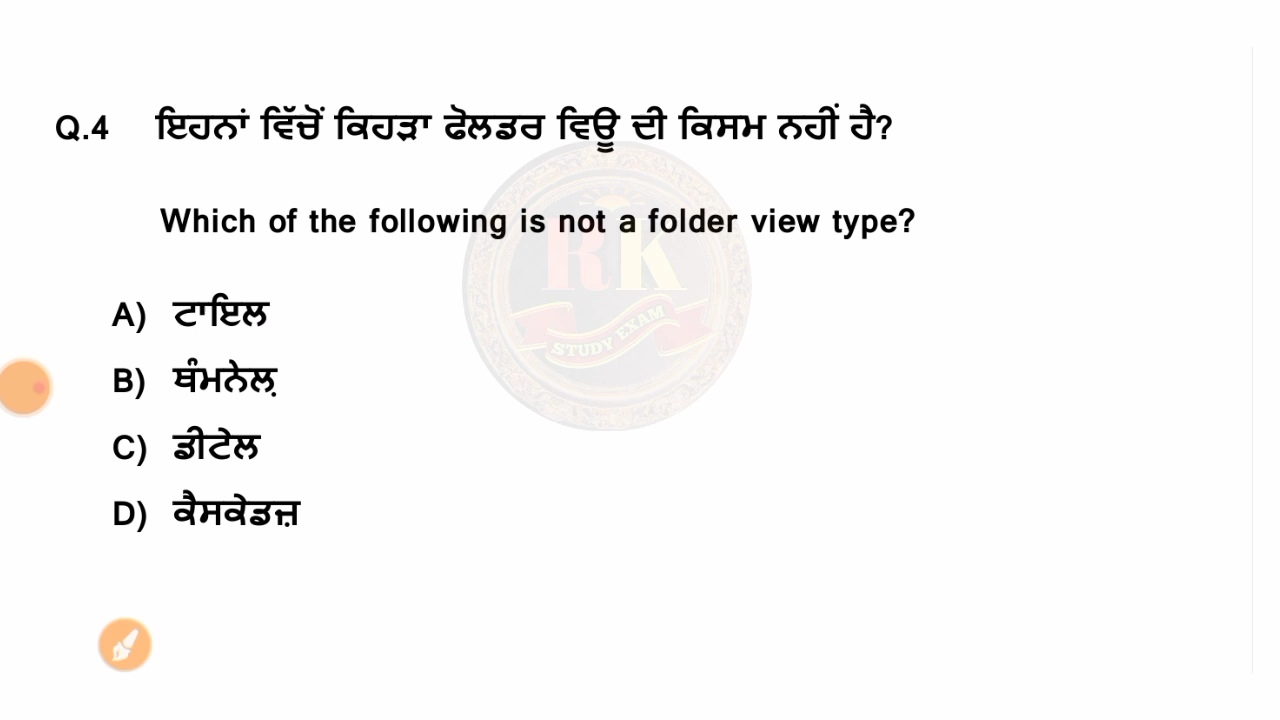 Q.4 ਇਹਨਾਂ ਵਿੱਚੋਂ ਕਿਹੜਾ ਫੋਲਡਰ ਵਿਊ ਦੀ ਕਿਸਮ ਨਹੀਂ ਹੈ?
Which of the following is not a folder view type?
RK
STUDY EXAM
A) ਟਾਇਲ
B) ਥੰਮਨੇਲ਼
C) ਡੀਟੇਲ
D) ਕੈਸਕੇਡਜ਼